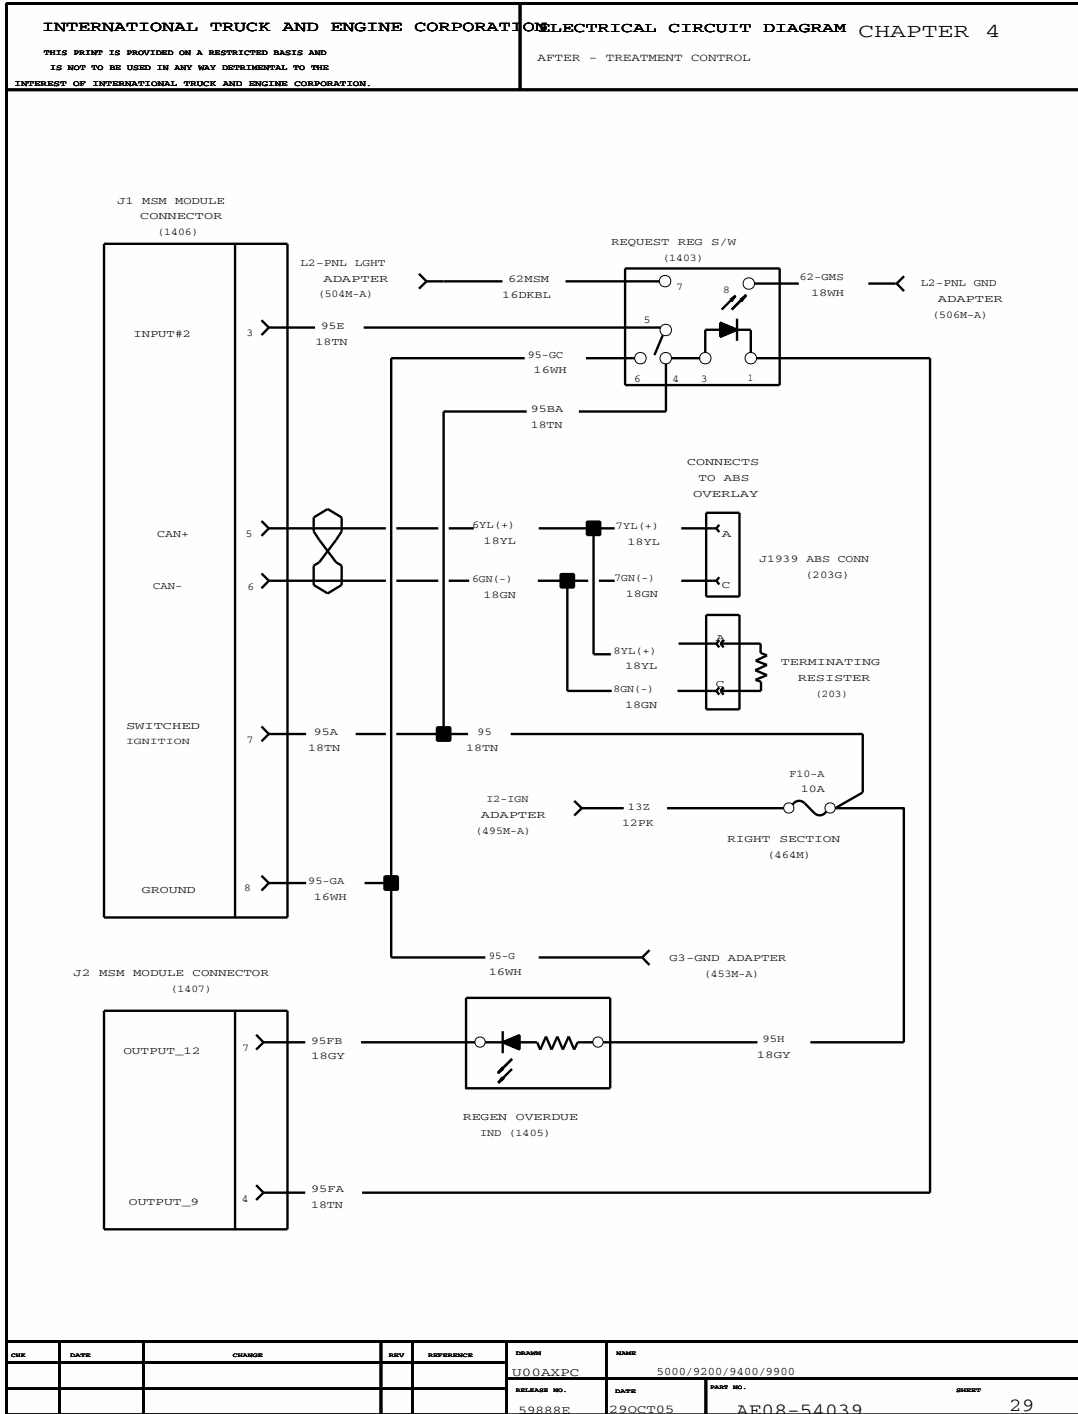 INTERNATIONAL TRUCK AND ENGINE CORPORATION
ELECTRICAL CIRCUIT DIAGRAM CHAPTER 4
THIS PRINT IS PROVIDED ON A RESTRICTED BASIS AND
IS NOT TO BE USED IN ANY WAY DETRIMENTAL TO THE
INTEREST OF INTERNATIONAL TRUCK AND ENGINE CORPORATION.
AFTER - TREATMENT CONTROL
J1 MSM MODULE
CONNECTOR
(1406)
L2-PNL LGHT
ADAPTER
(504M-A)
62MSM
16DKBL
REQUEST REG S/W
(1403)
7
8
5
6
4
3
1
62-GMS
18WH
L2-PNL GND
ADAPTER
(506M-A)
INPUT#2
3
95E
18TN
95-GC
16WH
95BA
18TN
CONNECTS
TO ABS
OVERLAY
CAN+
5
6YL(+)
18YL
7YL(+)
18YL
A
J1939 ABS CONN
(203G)
CAN-
6
6GN(-)
18GN
7GN(-)
18GN
C
8YL(+)
18YL
A
TERMINATING
RESISTER
(203)
8GN(-)
18GN
C
SWITCHED
IGNITION
7
95A
18TN
95
18TN
F10-A
10A
I2-IGN
ADAPTER
(495M-A)
13Z
12PK
RIGHT SECTION
(464M)
GROUND
8
95-GA
16WH
95-G
16WH
G3-GND ADAPTER
(453M-A)
J2 MSM MODULE CONNECTOR
(1407)
OUTPUT_12
7
95FB
18GY
95H
18GY
REGEN OVERDUE
IND (1405)
OUTPUT_9
4
95FA
18TN
CHK
DATE
CHANGE
REV
REFERENCE
DRAWN
U00AXPC
NAME
5000/9200/9400/9900
RELEASE NO.
59888E
DATE
29OCT05
PART NO.
AE08-54039
SHEET
29